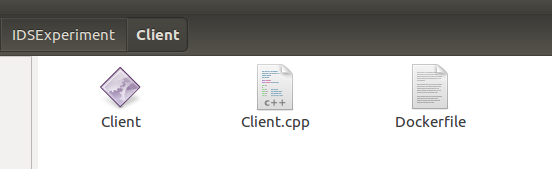 IDSExperiment Client
c++
Client Client.cpp Dockerfile